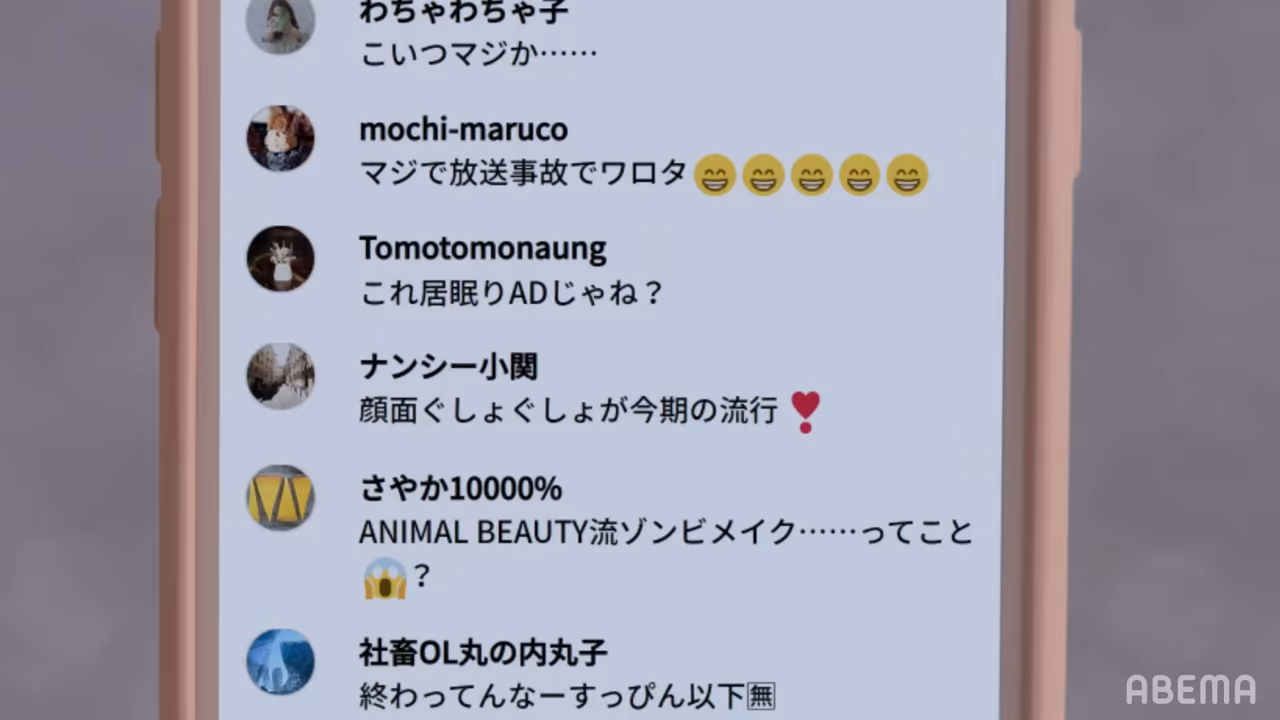 わちゃわちゃ子
こいつマジか……
mochi-maruco
マジで放送事故でワロタ😁😁😁😁😁
Tomotomonaung
これ居眠りADじゃね？
ナンシー小関
顔面ぐしょぐしょが今期の流行❣️
さやか10000%
ANIMAL BEAUTY流ゾンビメイク……ってこと
😱？
社畜OL丸の内丸子
終わってんなーすっぴん以下🈚
ABEMA